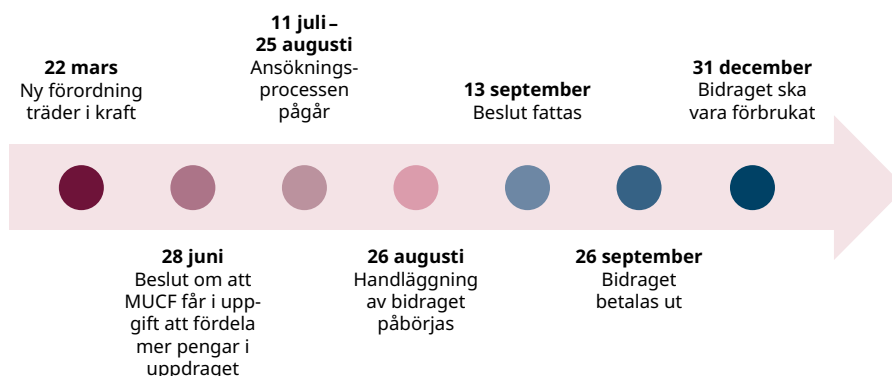 22 mars
Ny förordning
träder i kraft
28 juni
Beslut om att
MUCF får i upp-
gift att fördela
mer pengar i
uppdraget
11 juli –
25 augusti
Ansöknings-
processen
pågår
26 augusti
Handläggning
av bidraget
påbörjas
13 september
Beslut fattas
26 september
Bidraget
betalas ut
31 december
Bidraget ska
vara förbrukat